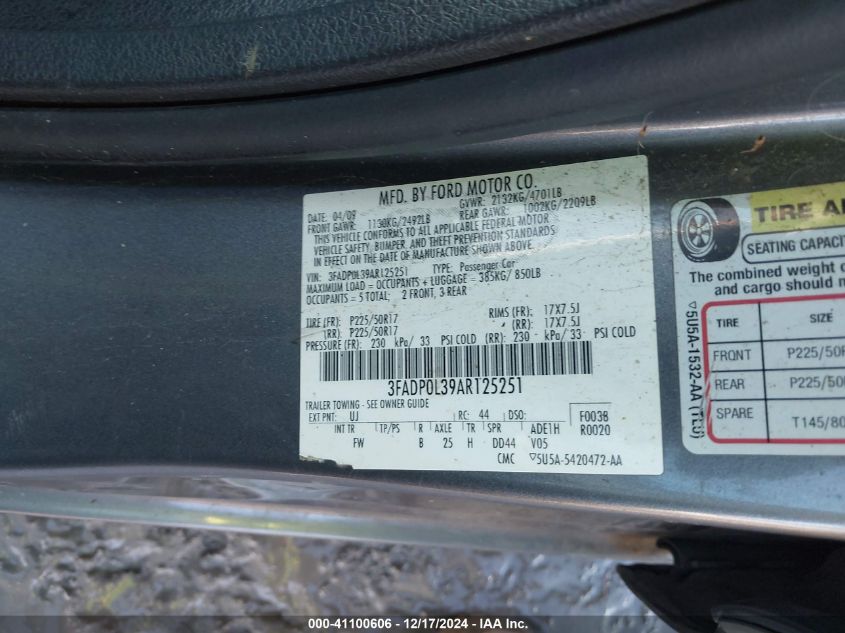 MFD. BY FORD MOTOR CO.
DATE: 04/09 GVWR: 2132KG/4701LB
FRONT GAWR: 1130KG/2492LB REAR GAWR: 1002KG/2209LB
THIS VEHICLE CONFORMS TO ALL APPLICABLE FEDERAL MOTOR
VEHICLE SAFETY, BUMPER, AND THEFT PREVENTION STANDARDS
IN EFFECT ON THE DATE OF MANUFACTURE SHOWN ABOVE.
VIN: 3FADP0L39AR125251 TYPE: Passenger Car
MAXIMUM LOAD = OCCUPANTS + LUGGAGE = 385KG/ 850LB
OCCUPANTS = 5 TOTAL; 2 FRONT, 3 REAR
TIRE (FR): P225/50R17 RIMS (FR): 17X7.5J
(RR): P225/50R17 (RR): 17X7.5J
PRESSURE (FR): 230 kPa/ 33 PSI COLD (RR): 230 kPa/ 33 PSI COLD
3FADP0L39AR125251
TRAILER TOWING - SEE OWNER GUIDE
EXT PNT: UJ RC: 44 DSO: F0038
INT TR TP/PS R AXLE TR SPR ADE1H R0020
FW B 25 H DD44 V05
CMC ▽5U5A-5420472-AA
TIRE
SEATING CAPACI
The combined weight
and cargo should
▽5U5A-1532-AA
TIRE SIZE
FRONT P225/50
REAR P225/50
SPARE T145/80
000-41100606 - 12/17/2024 - IAA Inc.